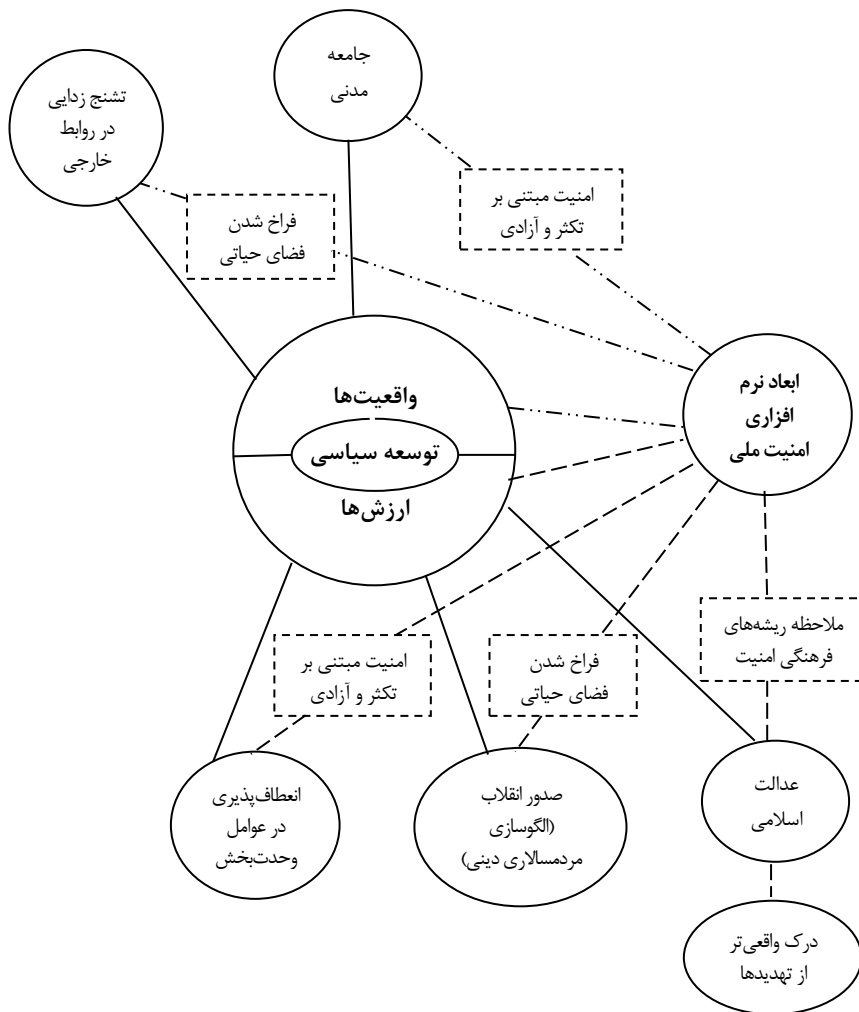 جامعه
مدنی
تشنج زدایی
در روابط
خارجی
امنیت مبتنی بر
تکثر و آزادی
فراخ شدن
فضای حیاتی
ابعاد نرم
افزاری
امنیت ملی
واقعیت‌ها
توسعه سیاسی
ارزش‌ها
ملاحظه ریشه‌های
فرهنگی امنیت
فراخ شدن
فضای حیاتی
امنیت مبتنی بر
تکثر و آزادی
عدالت
اسلامی
صدور انقلاب
(الگوسازی
مردمسالاری دینی)
انعطاف‌پذیری
در عوامل
وحدت‌بخش
درک واقعی‌تر
از تهدیدها